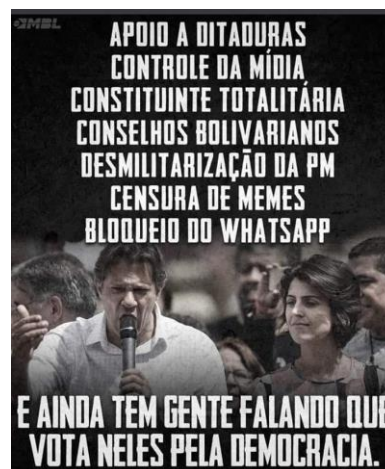 MBL
APOIO A DITADURAS
CONTROLE DA MÍDIA
CONSTITUINTE TOTALITÁRIA
CONSELHOS BOLIVARIANOS
DESMILITARIZAÇÃO DA PM
CENSURA DE MEMES
BLOQUEIO DO WHATSAPP
E AINDA TEM GENTE FALANDO QUE
VOTA NELES PELA DEMOCRACIA.